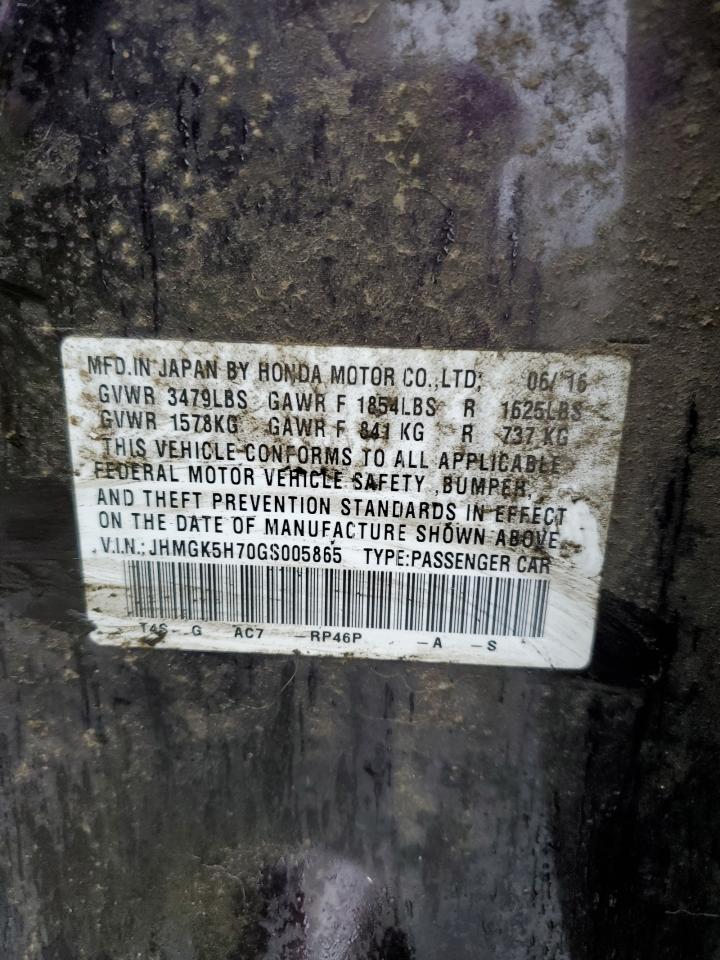 MFD.IN JAPAN BY HONDA MOTOR CO.,LTD; 06/ 16
GVWR 3479LBS GAWR F 1854LBS R 1625LBS
GVWR 1578KG GAWR F 841 KG R 737 KG
THIS VEHICLE CONFORMS TO ALL APPLICABLE
FEDERAL MOTOR VEHICLE SAFETY ,BUMPER,
AND THEFT PREVENTION STANDARDS IN EFFECT
ON THE DATE OF MANUFACTURE SHOWN ABOVE
V.I.N.: JHMGK5H70GS005865 TYPE:PASSENGER CAR
T4S G AC7 –RP46P –A –S